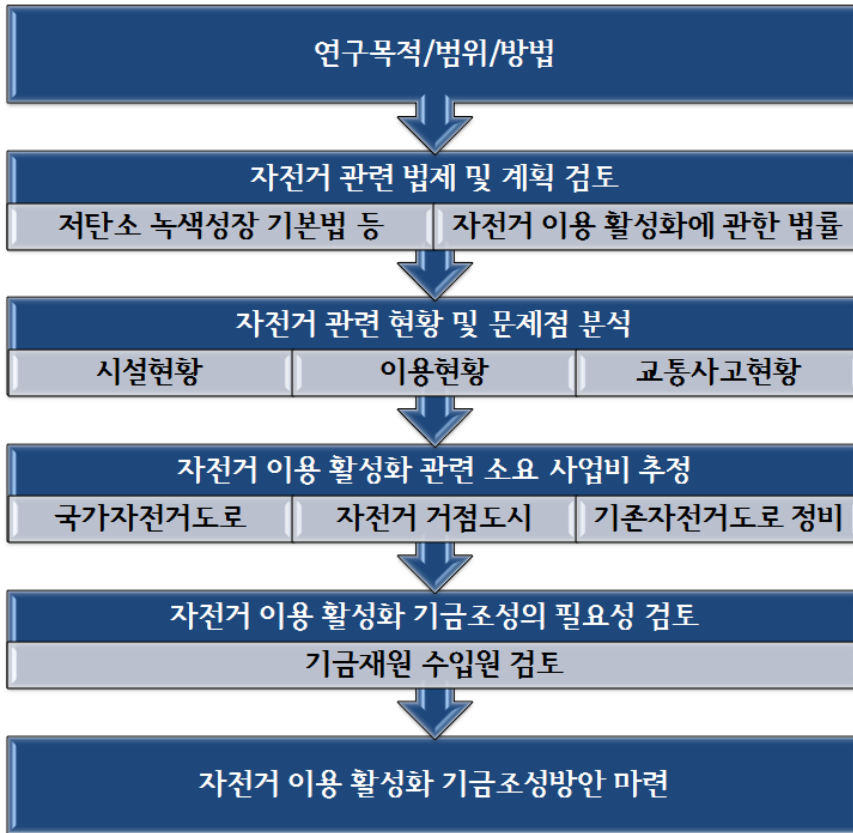 연구목적/범위/방법
자전거 관련 법제 및 계획 검토
저탄소 녹색성장 기본법 등
자전거 이용 활성화에 관한 법률
자전거 관련 현황 및 문제점 분석
시설현황
이용현황
교통사고현황
자전거 이용 활성화 관련 소요 사업비 추정
국가자전거도로
자전거 거점도시
기존자전거도로 정비
자전거 이용 활성화 기금조성의 필요성 검토
기금재원 수입원 검토
자전거 이용 활성화 기금조성방안 마련